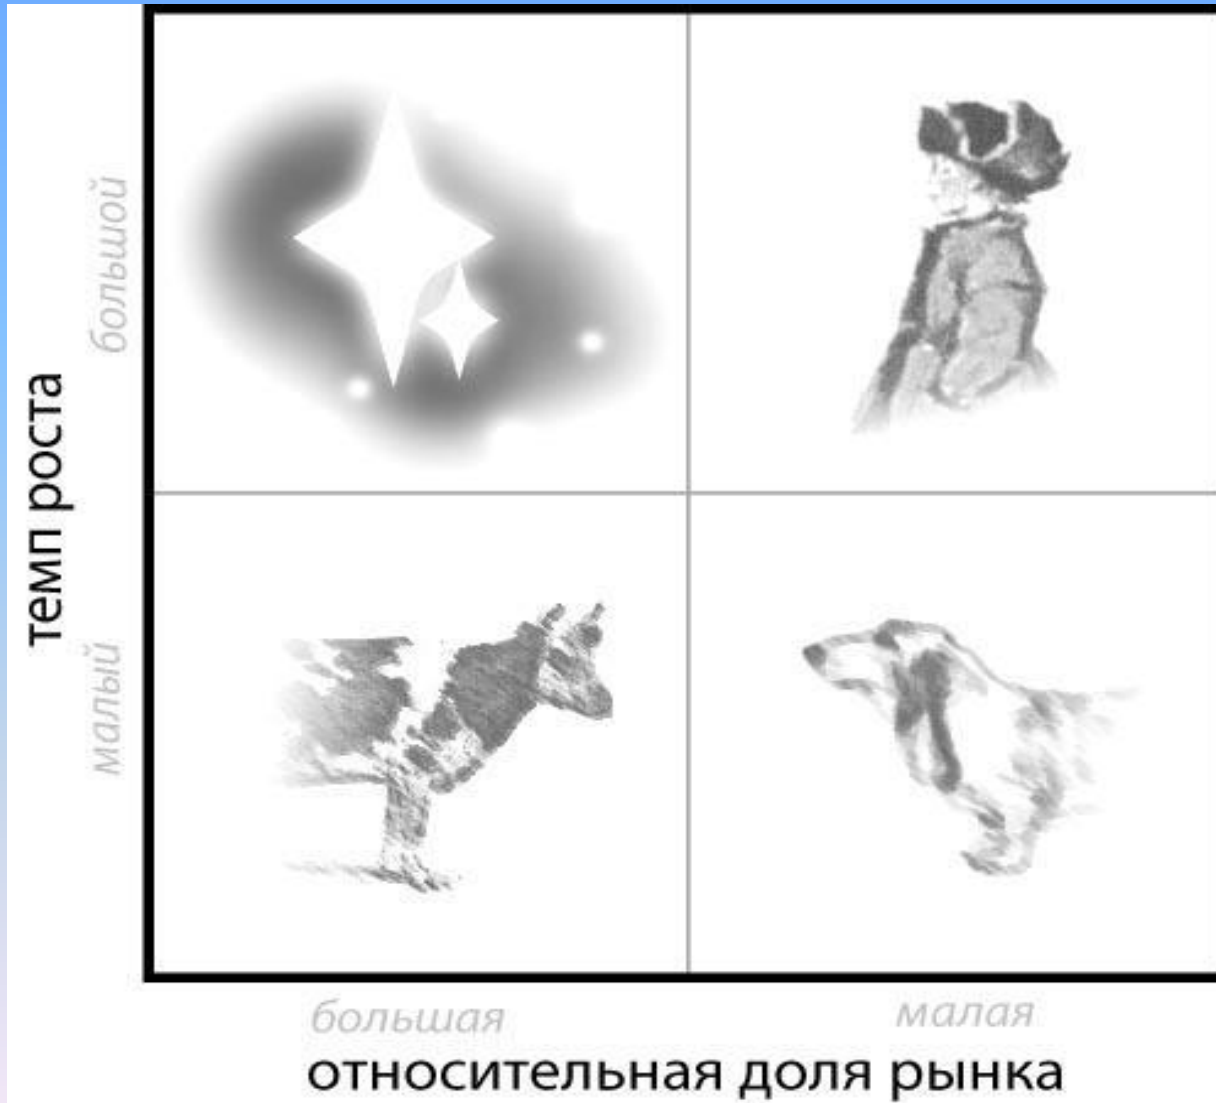 темп роста
большой
малый
большая
малая
относительная доля рынка